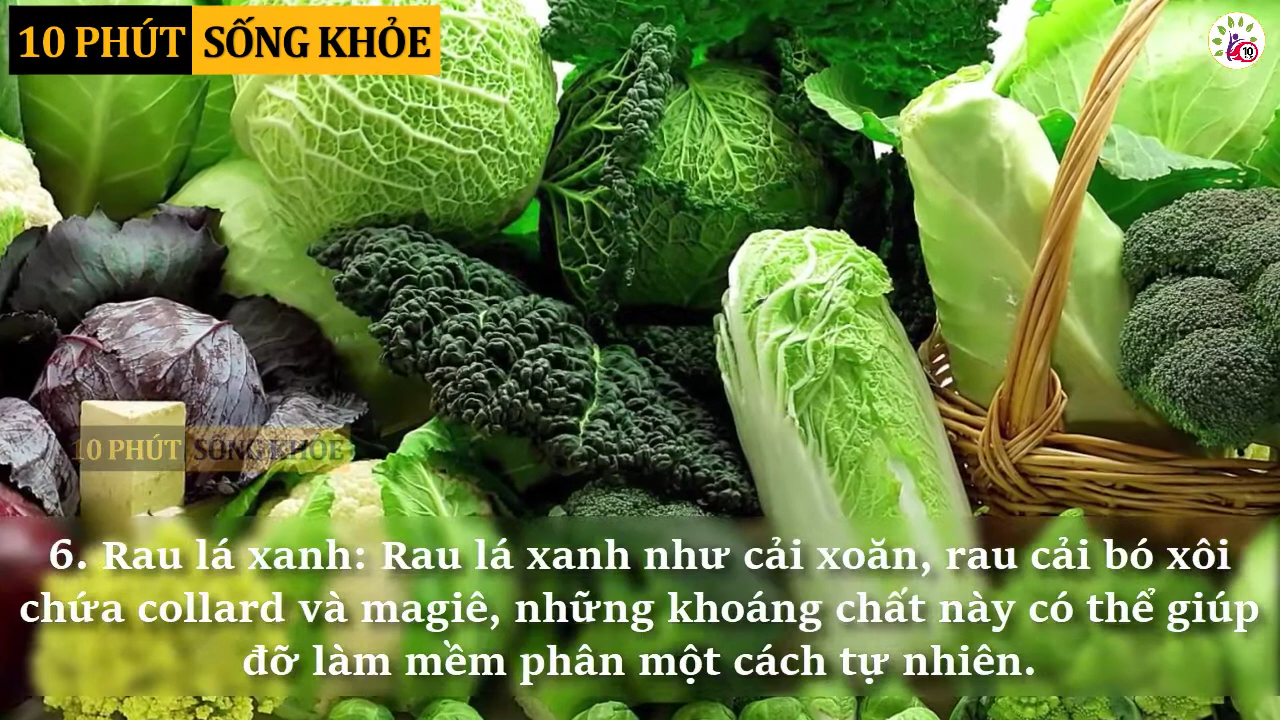 10 PHÚT SỐNG KHỎE
10
10 PHÚT SỐNG KHỎE
6. Rau lá xanh: Rau lá xanh như cải xoăn, rau cải bó xôi
chứa collard và magiê, những khoáng chất này có thể giúp
đỡ làm mềm phân một cách tự nhiên.